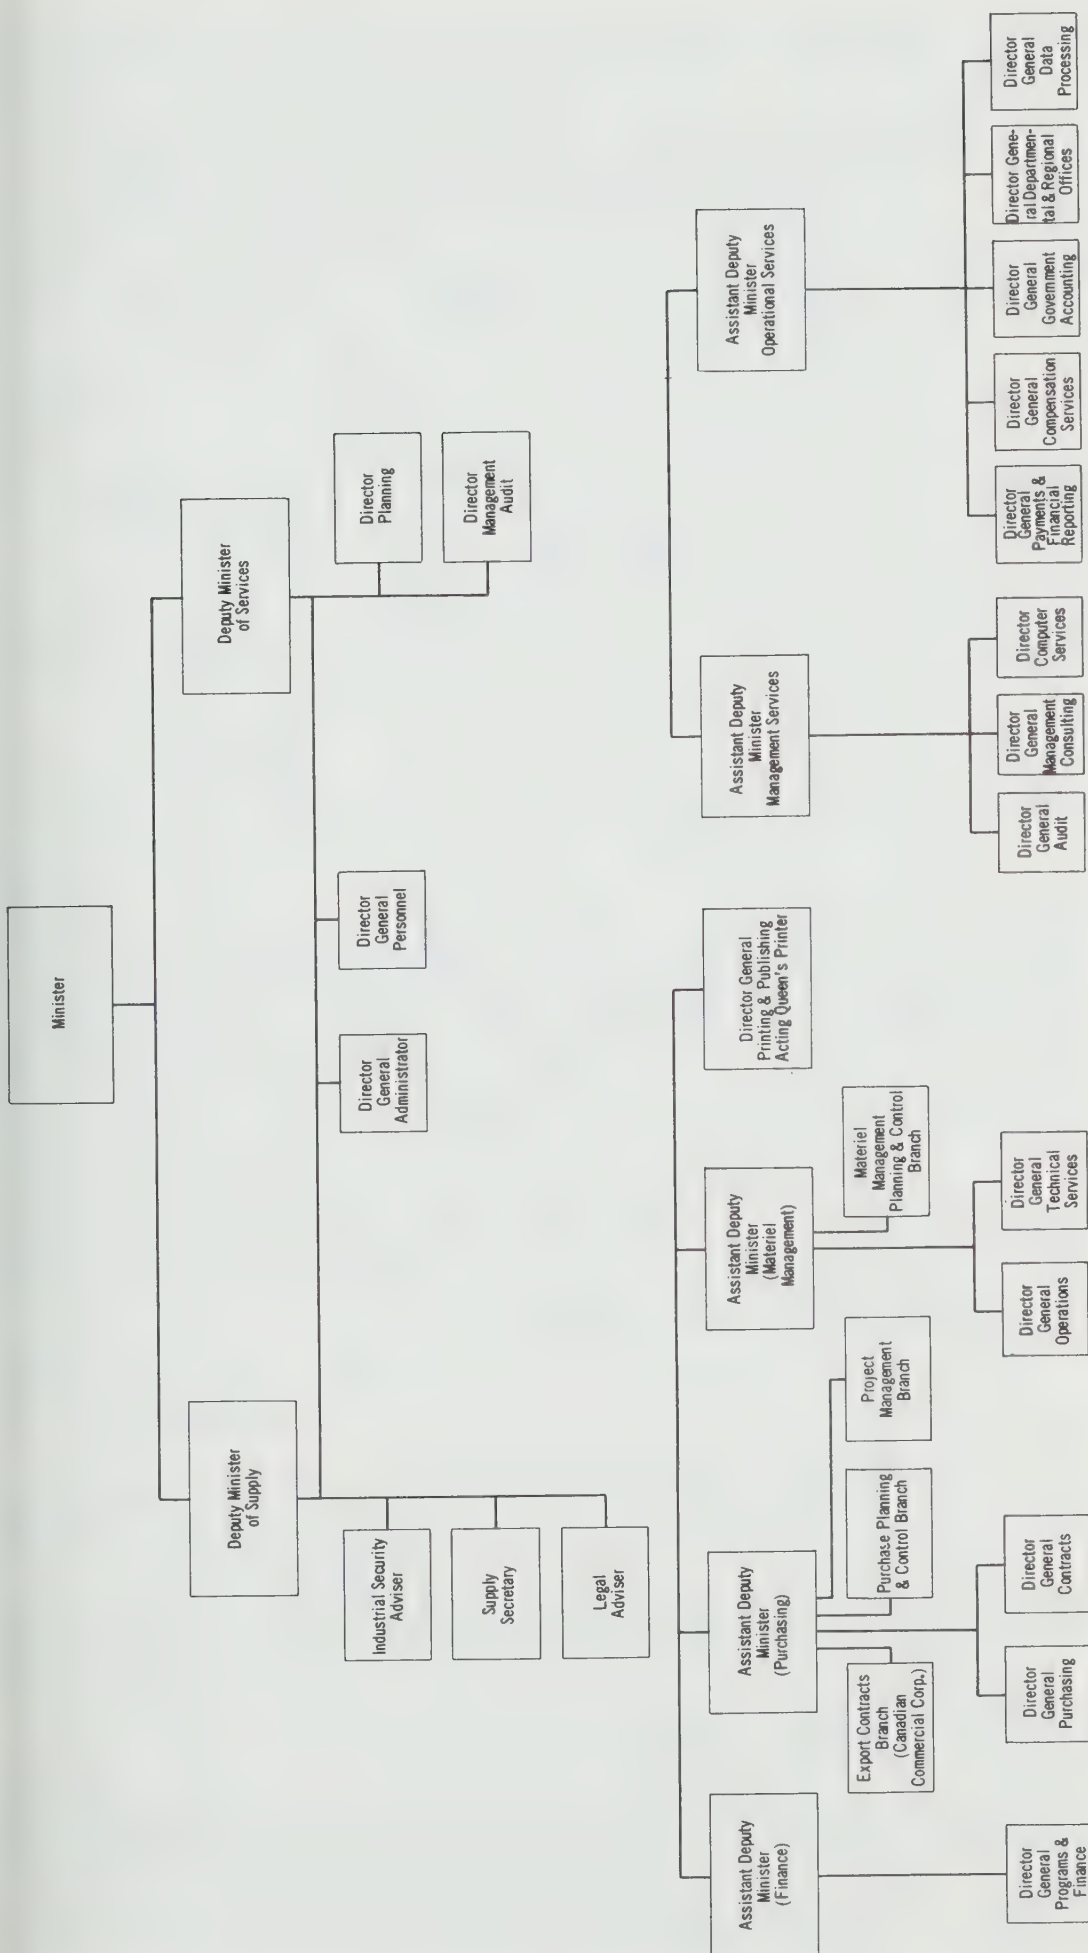 Minister
Deputy Minister
of Supply
Deputy Minister
of Services
Industrial Security
Adviser
Supply
Secretary
Legal
Adviser
Director
General
Administrator
Director
General
Personnel
Director
Planning
Director
Management
Audit
Assistant Deputy
Minister
(Finance)
Assistant Deputy
Minister
(Purchasing)
Assistant Deputy
Minister
(Materiel
Management)
Director General
Printing & Publishing
Acting Queen's Printer
Assistant Deputy
Minister
Management Services
Assistant Deputy
Minister
Operational Services
Export Contracts
Branch
(Canadian
Commercial Corp.)
Purchase Planning
& Control Branch
Project
Management
Branch
Materiel
Management
Planning & Control
Branch
Director
General
Programs &
Finance
Director
General
Purchasing
Director
General
Contracts
Director
General
Operations
Director
General
Technical
Services
Director
General
Audit
Director
General
Management
Consulting
Director
Computer
Services
Director
General
Payments &
Financial
Reporting
Director
General
Compensation
Services
Director
General
Government
Accounting
Director Gene-
ral Departmen-
tal & Regional
Offices
Director
General
Data
Processing